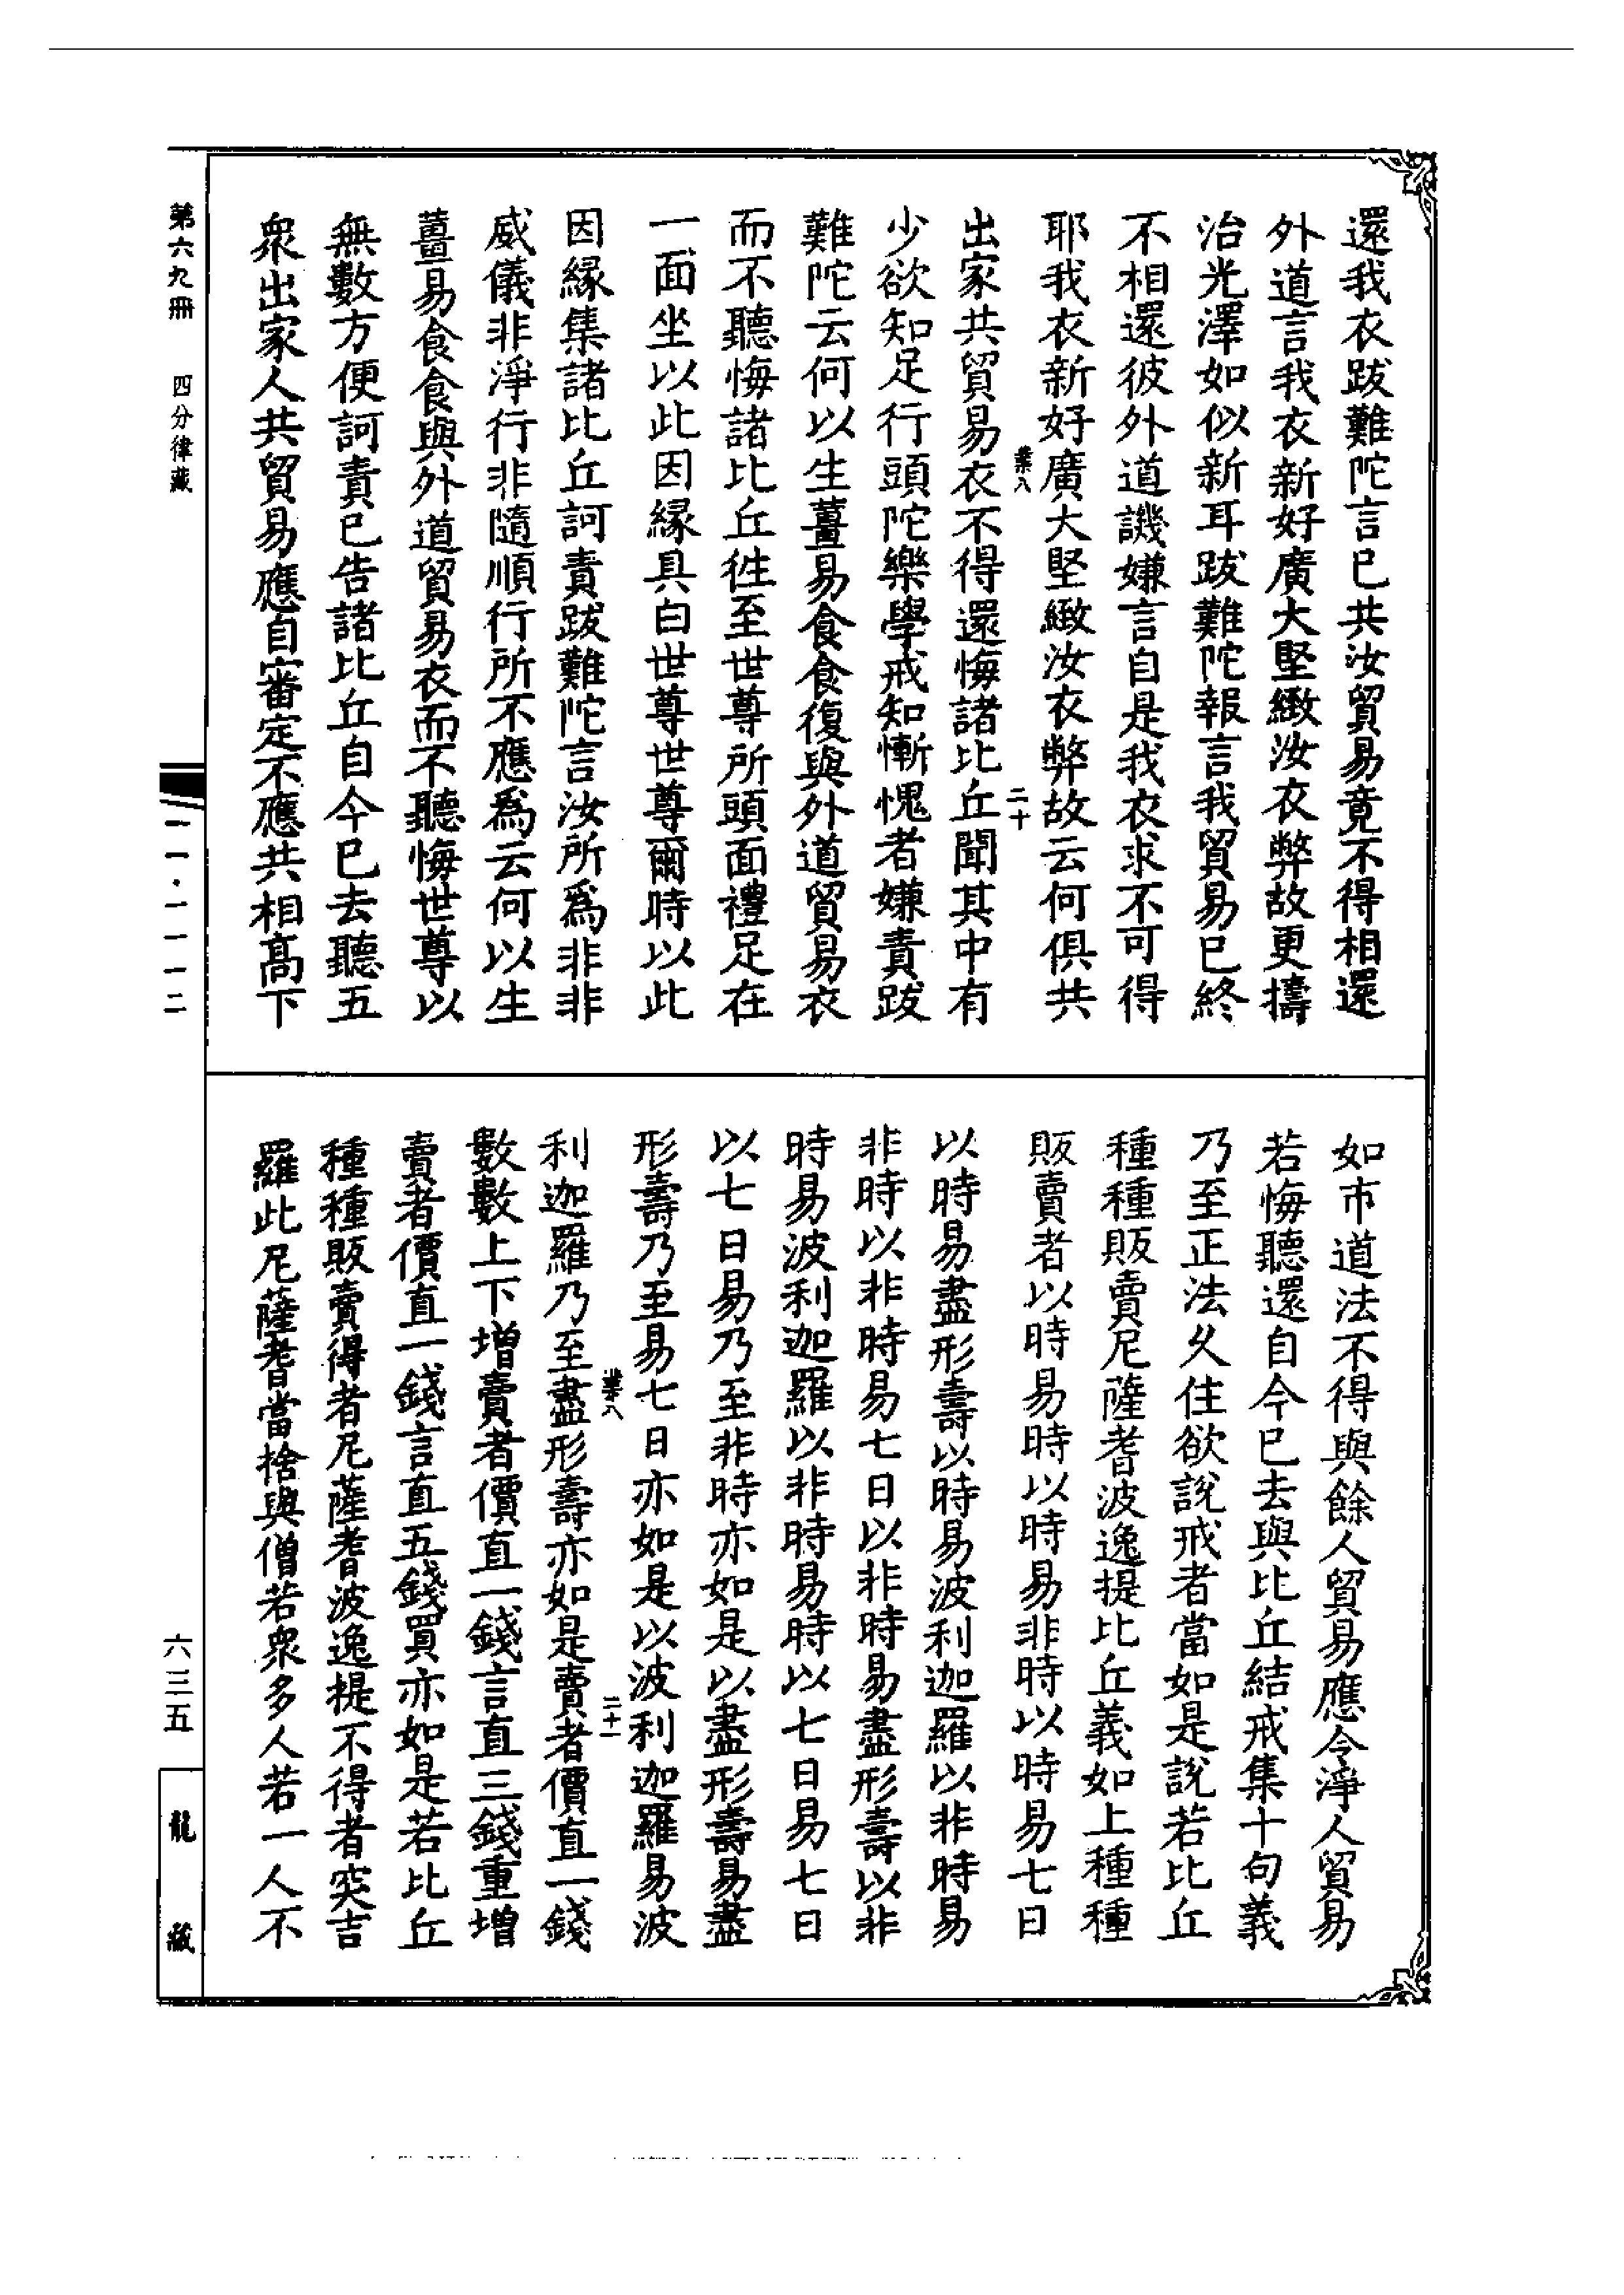 還我衣跋難陀言已共汝貿易竟不得相還
外道言我衣新好廣大堅緻汝衣弊故更擣
治光澤如似新耳跋難陀報言我貿易已終
不相還彼外道譏嫌言自是我衣求不可得
耶我衣新好廣大堅緻汝衣弊故云何俱共
業八
二十
出家共貿易衣不得還悔諸比丘聞其中有
少欲知足行頭陀樂學戒知慚愧者嫌責跋
難陀云何以生薑易食食復與外道貿易衣
而不聽悔諸比丘往至世尊所頭面禮足在
一面坐以此因緣具白世尊世尊爾時以此
因緣集諸比丘訶責跋難陀言汝所為非非
威儀非淨行非隨順行所不應為云何以生
薑易食食與外道貿易衣而不聽悔世尊以
無數方便訶責已告諸比丘自今已去聽五
衆出家人共貿易應自審定不應共相高下
如市道法不得與餘人貿易應令淨人貿易
若悔聽還自今已去與比丘結戒集十句義
乃至正法久住欲說戒者當如是說若比丘
種種販賣尼薩耆波逸提比丘義如上種種
販賣者以時易時以時易非時以時易七日
以時易盡形壽以時易波利迦羅以非時易
非時以非時易七日以非時易盡形壽以非
時易波利迦羅以非時易時以七日易七日
以七日易乃至非時亦如是以盡形壽易盡
形壽乃至易七日亦如是以波利迦羅易波
業八
二十一
利迦羅乃至盡形壽亦如是賣者價直一錢
數數上下增賣者價直一錢言直三錢重增
賣者價直一錢言直五錢買亦如是若比丘
種種販賣得者尼薩耆波逸提不得者突吉
羅此尼薩耆當捨與僧若衆多人若一人不
第六九冊 四分律藏
一一·一一一二
六三五
龍藏